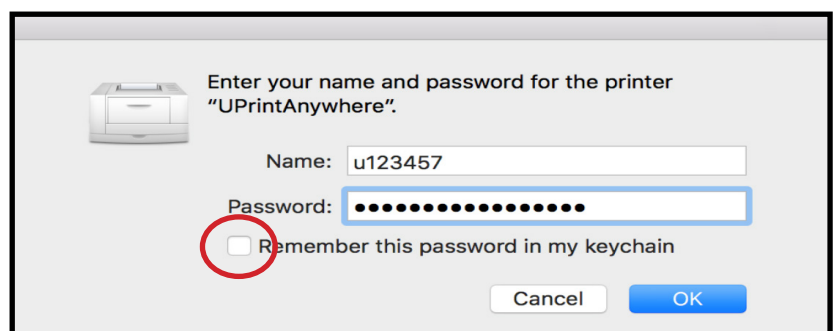 Enter your name and password for the printer
“UPrintAnywhere”.
Name: u123457
Password: •••••••••••••••••
Remember this password in my keychain
Cancel OK